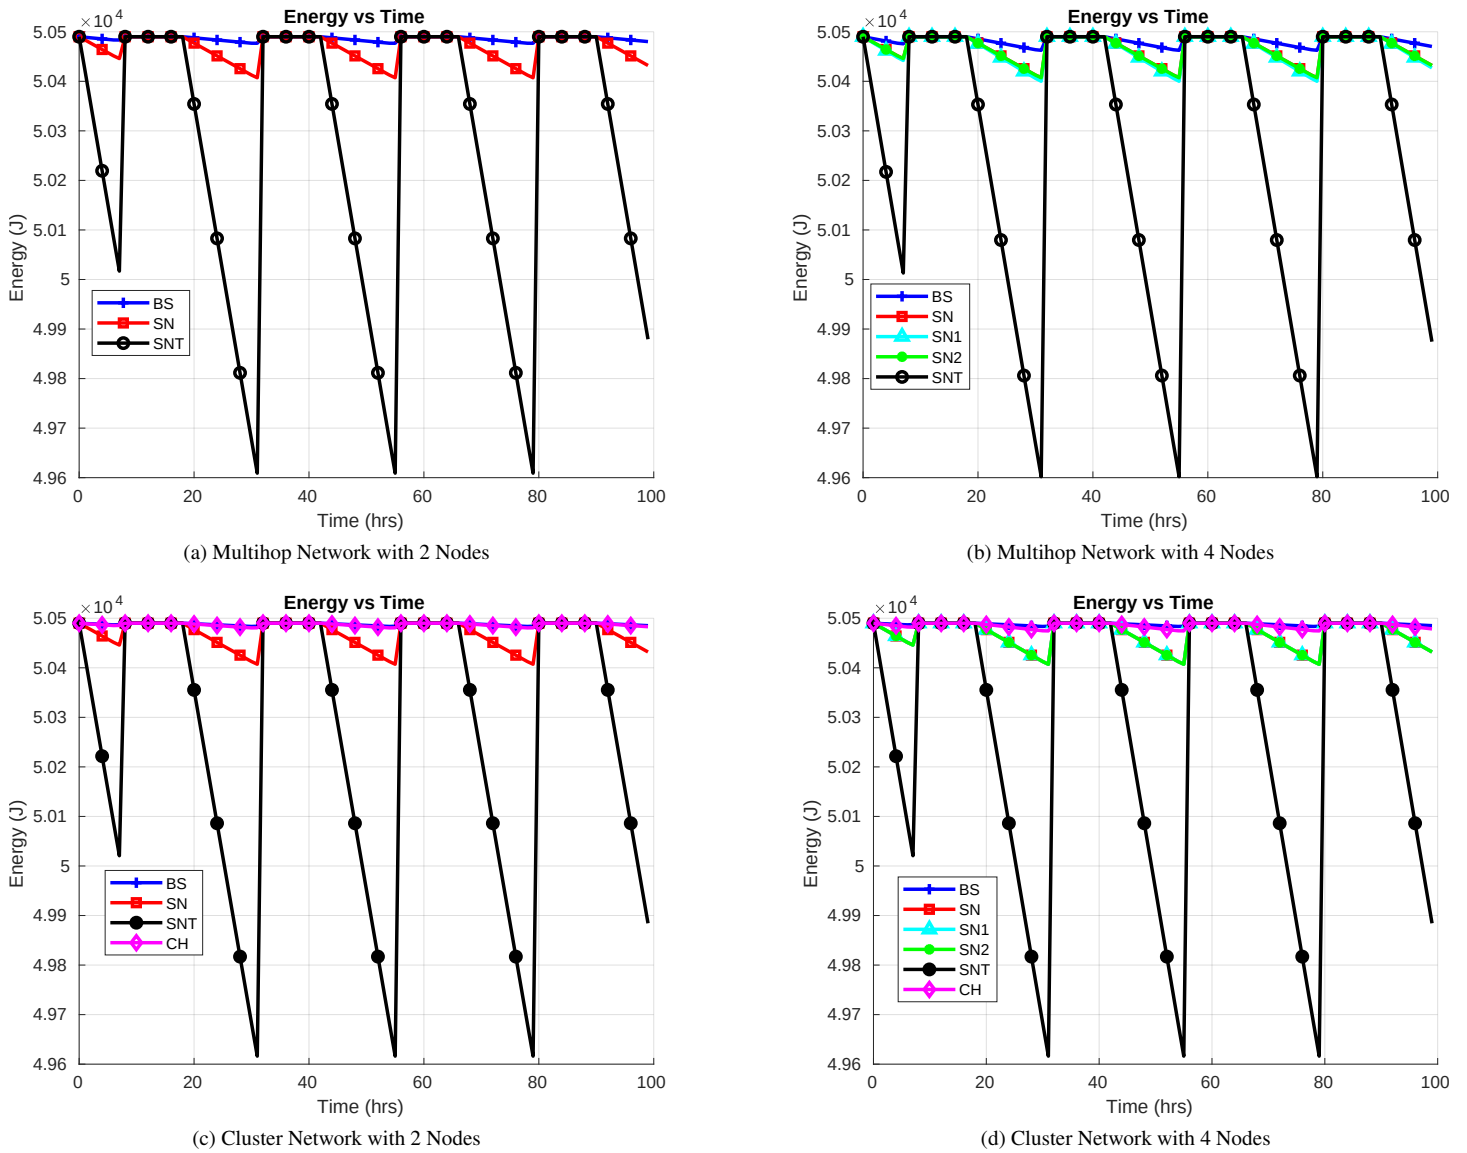 Energy vs Time
×10^4
5.05
5.04
5.03
5.02
5.01
5
4.99
4.98
4.97
4.96
Energy (J)
BS
SN
SNT
0 20 40 60 80 100
Time (hrs)
(a) Multihop Network with 2 Nodes
Energy vs Time
×10^4
5.05
5.04
5.03
5.02
5.01
5
4.99
4.98
4.97
4.96
Energy (J)
BS
SN
SN1
SN2
SNT
0 20 40 60 80 100
Time (hrs)
(b) Multihop Network with 4 Nodes
Energy vs Time
×10^4
5.05
5.04
5.03
5.02
5.01
5
4.99
4.98
4.97
4.96
Energy (J)
BS
SN
SNT
CH
0 20 40 60 80 100
Time (hrs)
(c) Cluster Network with 2 Nodes
Energy vs Time
×10^4
5.05
5.04
5.03
5.02
5.01
5
4.99
4.98
4.97
4.96
Energy (J)
BS
SN
SN1
SN2
SNT
CH
0 20 40 60 80 100
Time (hrs)
(d) Cluster Network with 4 Nodes